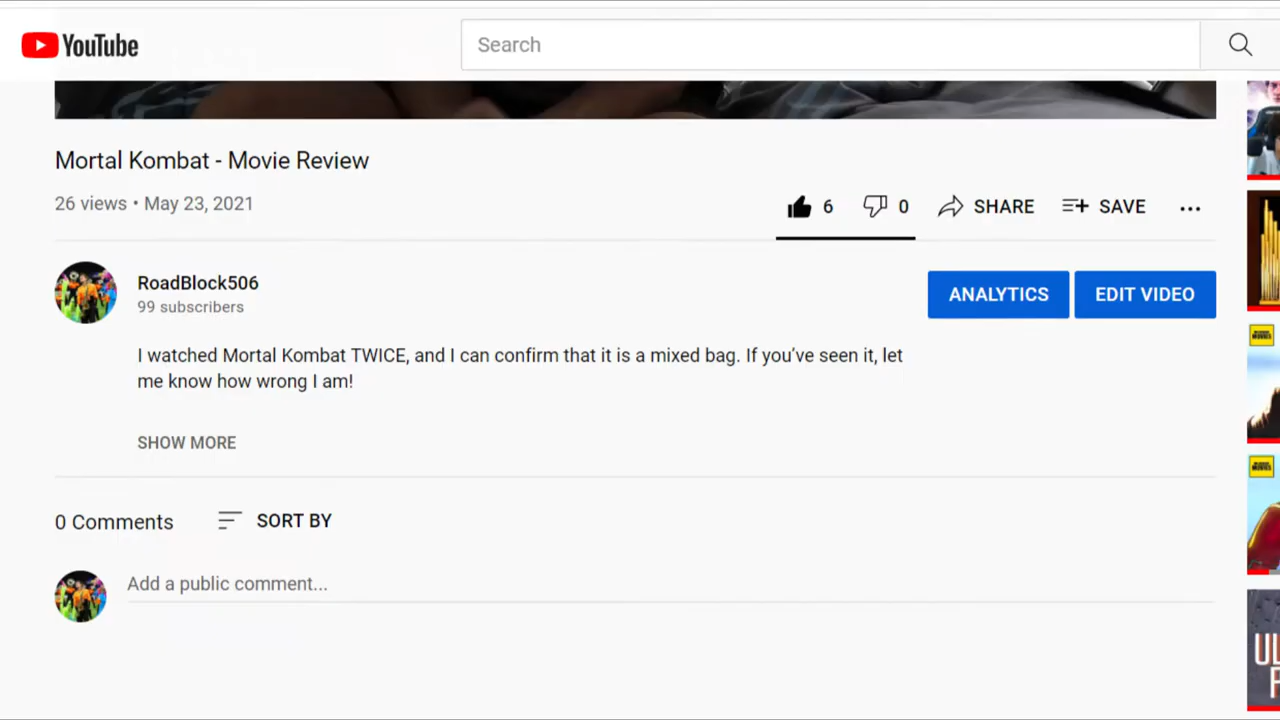 YouTube
Search
Mortal Kombat - Movie Review
26 views • May 23, 2021
6
0
SHARE
SAVE
RoadBlock506
99 subscribers
ANALYTICS
EDIT VIDEO
I watched Mortal Kombat TWICE, and I can confirm that it is a mixed bag. If you’ve seen it, let
me know how wrong I am!
SHOW MORE
0 Comments
SORT BY
Add a public comment...